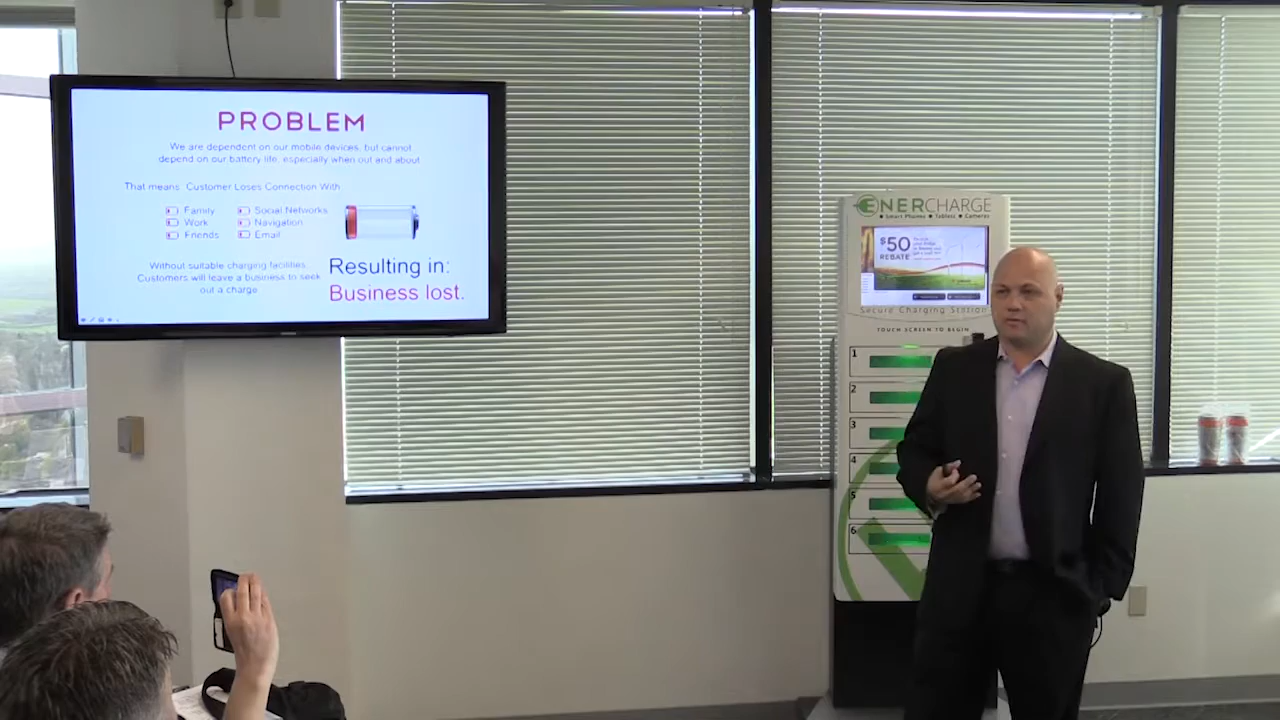 PROBLEM
We are dependent on our mobile devices, but cannot
depend on our battery life, especially when out and about
That means Customer Loses Connection With
Family
Work
Friends
Social Networks
Navigation
Email
Without suitable charging facilities
Customers will leave a business to seek
out a charge
Resulting in:
Business lost.
ENERCHARGE
Smart Phones • Tablets • Cameras
$50
REBATE
Secure Charging Station
TOUCH SCREEN TO BEGIN
1
2
3
4
5
6